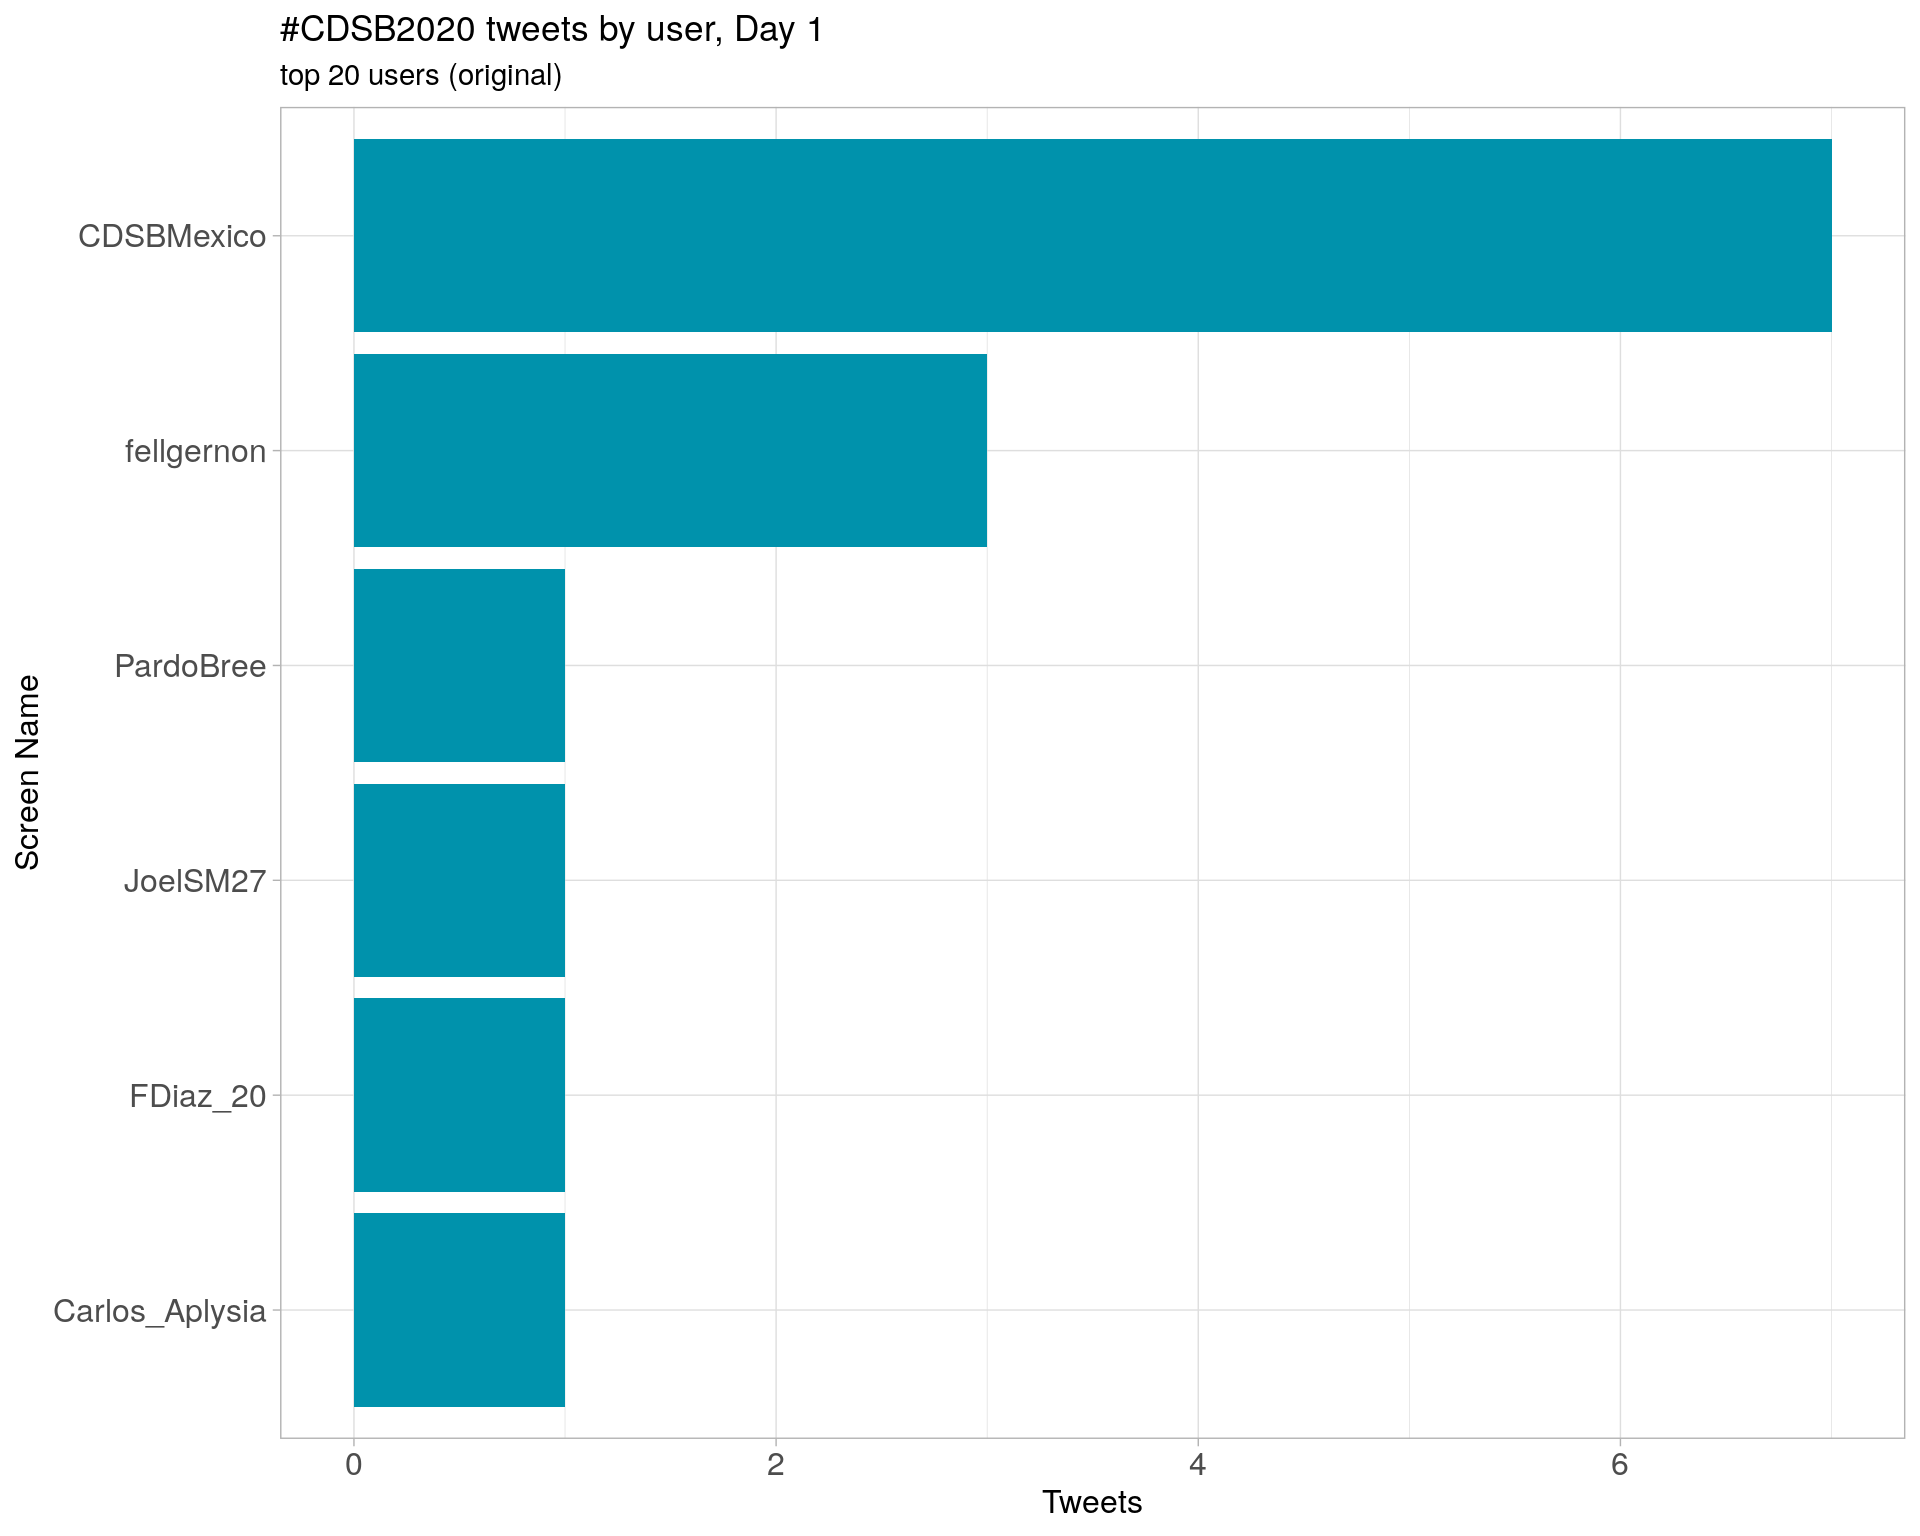 #CDSB2020 tweets by user, Day 1
top 20 users (original)
Screen Name
CDSBMexico
fellgernon
PardoBree
JoelSM27
FDiaz_20
Carlos_Aplysia
0 2 4 6
Tweets